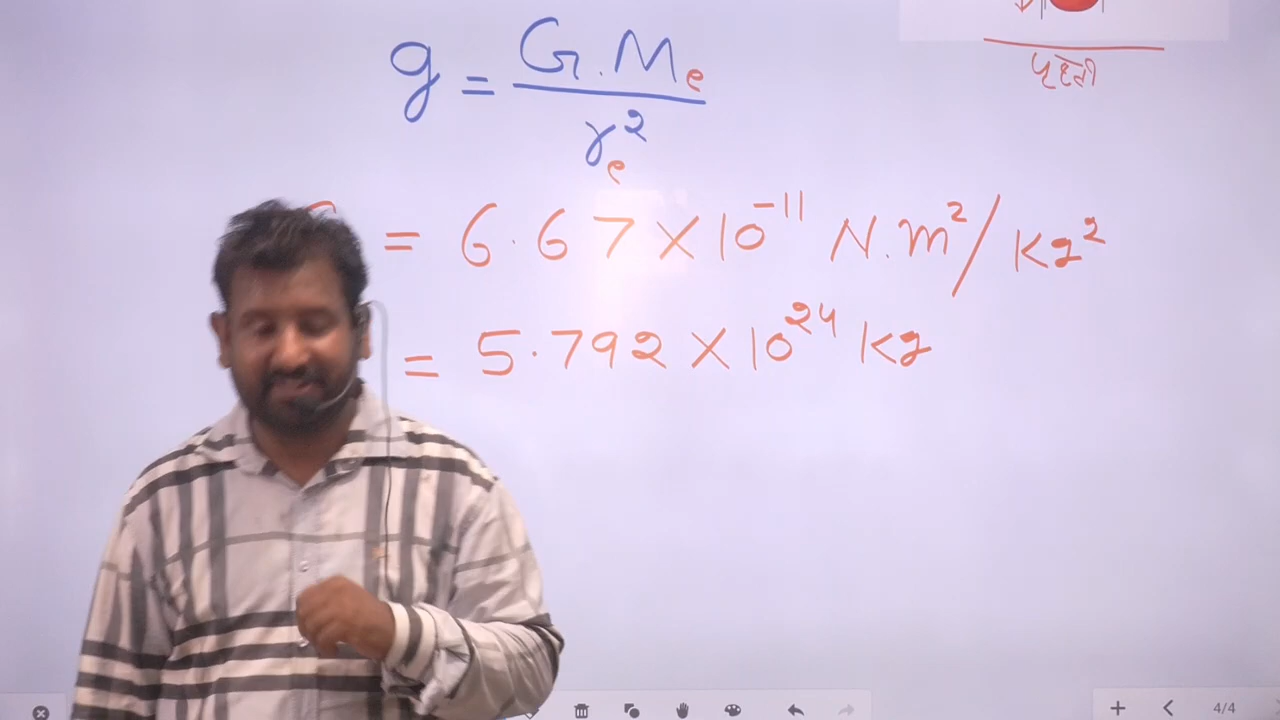 g = G.Mₑ / rₑ²
पृथ्वी
= 6.67 × 10⁻¹¹ N.m²/Kg²
= 5.792 × 10²⁴ Kg
4/4